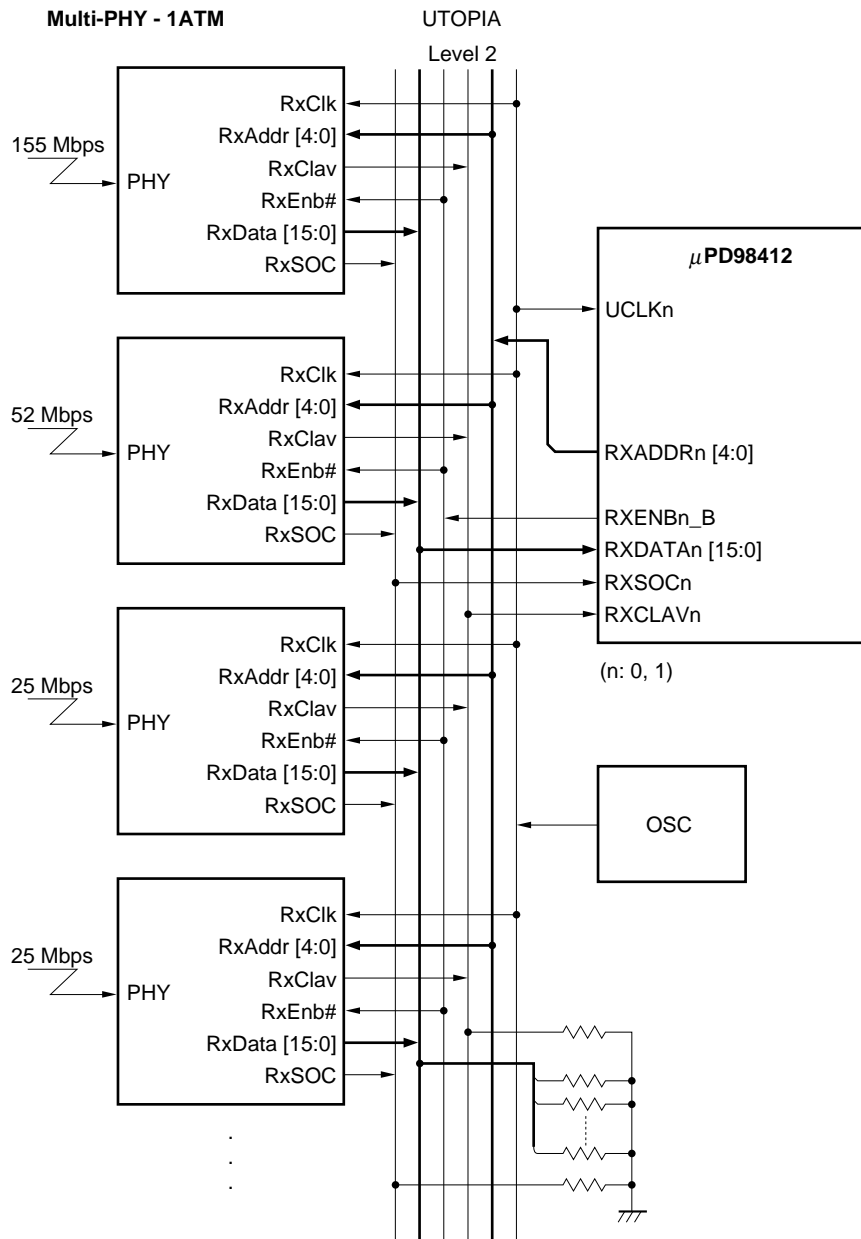 Multi-PHY - 1ATM
UTOPIA
Level 2
155 Mbps
PHY
RxClk
RxAddr [4:0]
RxClav
RxEnb#
RxData [15:0]
RxSOC
52 Mbps
PHY
RxClk
RxAddr [4:0]
RxClav
RxEnb#
RxData [15:0]
RxSOC
25 Mbps
PHY
RxClk
RxAddr [4:0]
RxClav
RxEnb#
RxData [15:0]
RxSOC
25 Mbps
PHY
RxClk
RxAddr [4:0]
RxClav
RxEnb#
RxData [15:0]
RxSOC
μPD98412
UCLKn
RXADDRn [4:0]
RXENBn_B
RXDATAn [15:0]
RXSOCn
RXCLAVn
(n: 0, 1)
OSC